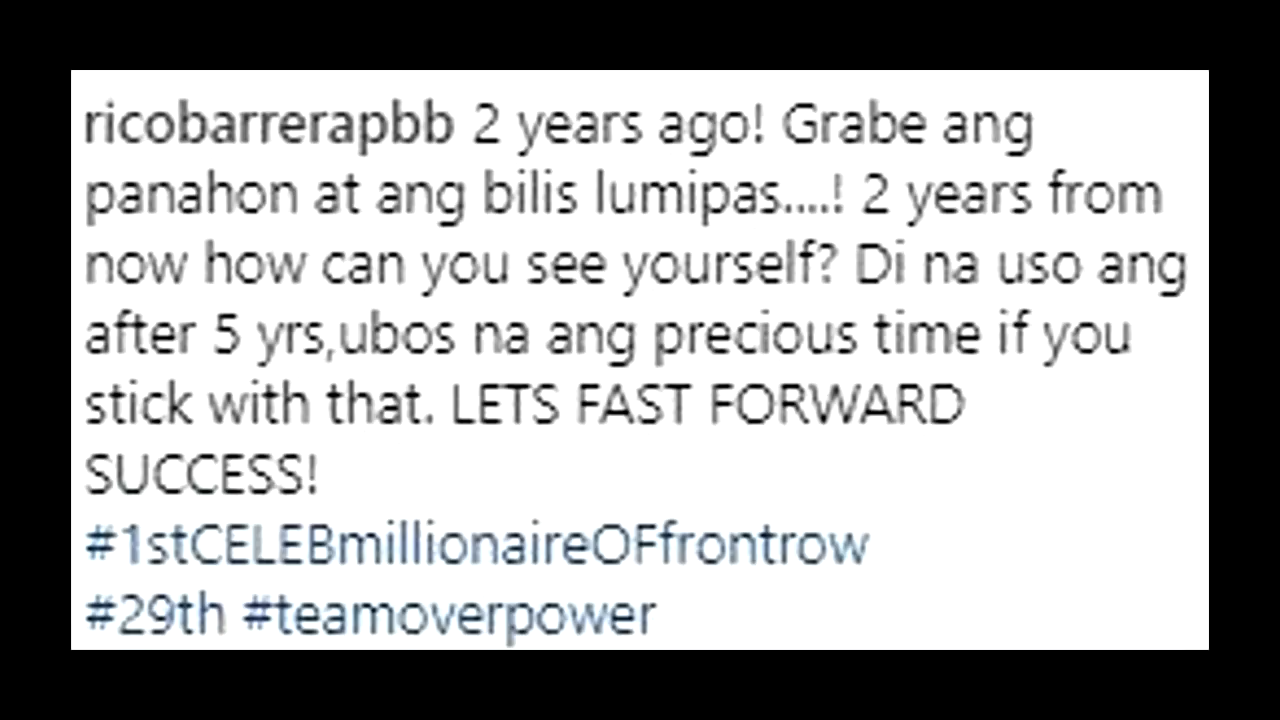 ricobarrerapbb 2 years ago! Grabe ang
panahon at ang bilis lumipas....! 2 years from
now how can you see yourself? Di na uso ang
after 5 yrs,ubos na ang precious time if you
stick with that. LETS FAST FORWARD
SUCCESS!
#1stCELEBmillionaireOFfrontrow
#29th #teamoverpower